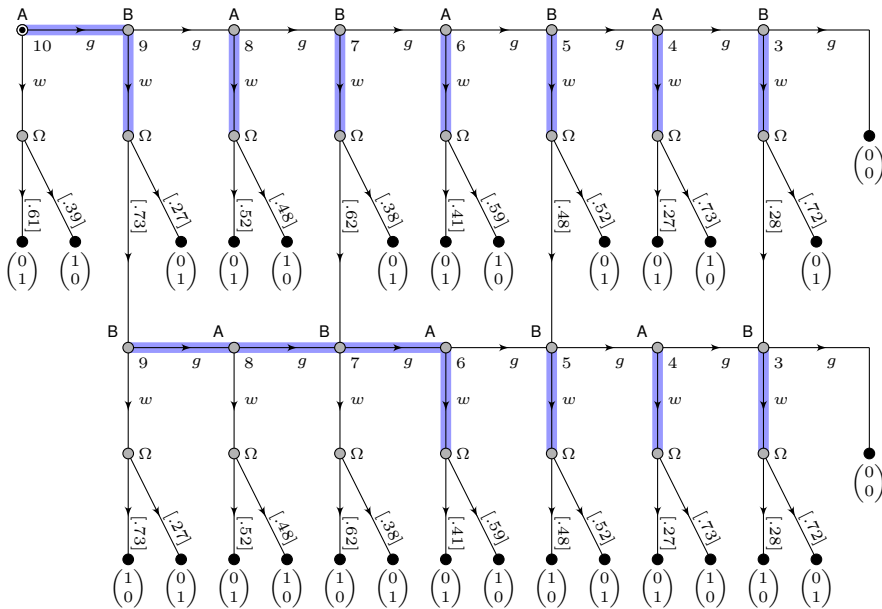 A B A B A B A B
10 g 9 g 8 g 7 g 6 g 5 g 4 g 3 g
w w w w w w w w
Ω Ω Ω Ω Ω Ω Ω Ω
(0 0)
[.61] [.39] [.73] [.27] [.52] [.48] [.62] [.38] [.41] [.59] [.48] [.52] [.27] [.73] [.28] [.72]
(0 1) (1 0) (0 1) (0 1) (1 0) (0 1) (0 1) (1 0) (0 1) (0 1) (1 0) (0 1)
B A B A B A B
9 g 8 g 7 g 6 g 5 g 4 g 3 g
w w w w w w w
Ω Ω Ω Ω Ω Ω Ω
(0 0)
[.73] [.27] [.52] [.48] [.62] [.38] [.41] [.59] [.48] [.52] [.27] [.73] [.28] [.72]
(1 0) (0 1) (0 1) (1 0) (1 0) (0 1) (0 1) (1 0) (1 0) (0 1) (0 1) (1 0) (1 0) (0 1)